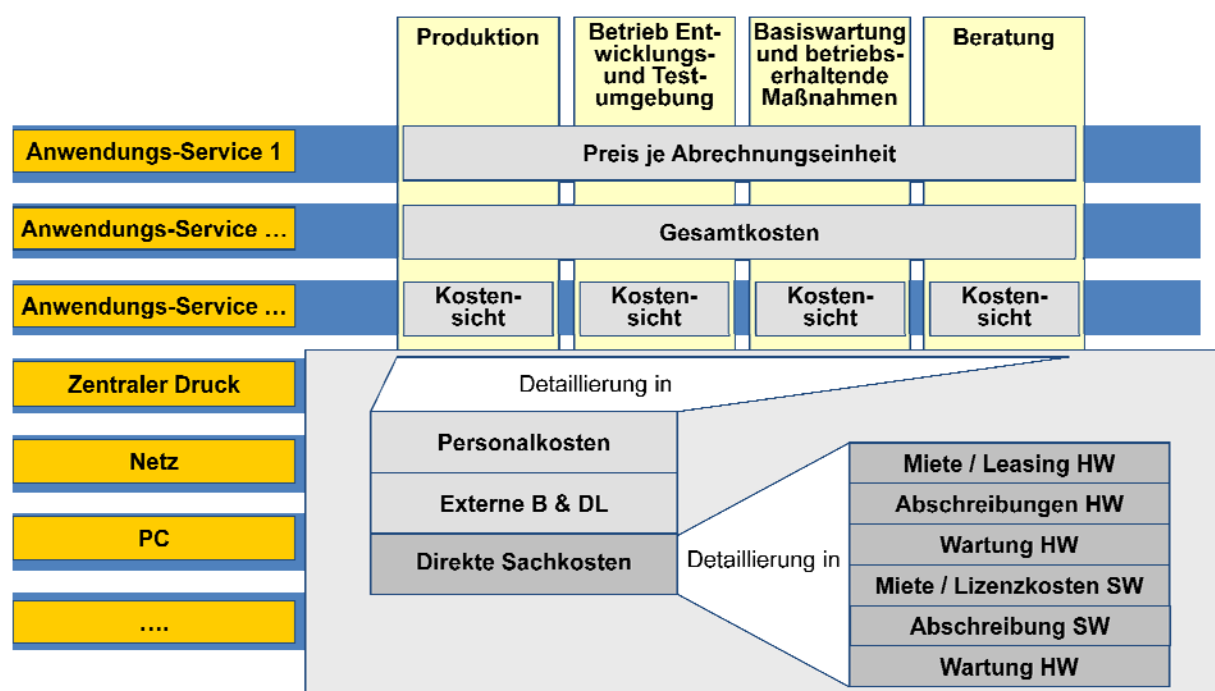 Produktion
Betrieb Ent-
wicklungs-
und Test-
umgebung
Basiswartung
und betriebs-
erhaltende
Maßnahmen
Beratung
Anwendungs-Service 1
Preis je Abrechnungseinheit
Anwendungs-Service ...
Gesamtkosten
Anwendungs-Service ...
Kosten-
sicht
Kosten-
sicht
Kosten-
sicht
Kosten-
sicht
Zentraler Druck
Detaillierung in
Netz
Personalkosten
Externe B & DL
Direkte Sachkosten
PC
....
Detaillierung in
Miete / Leasing HW
Abschreibungen HW
Wartung HW
Miete / Lizenzkosten SW
Abschreibung SW
Wartung HW